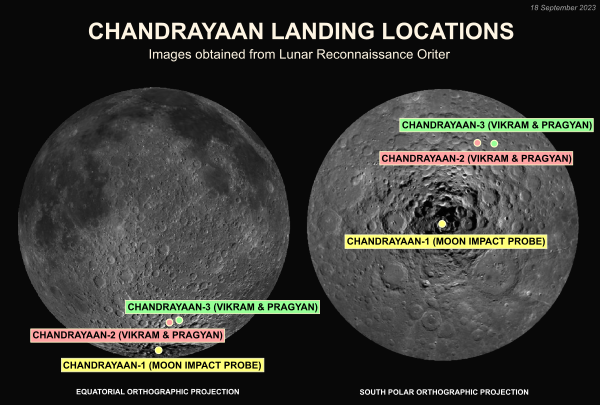 18 September 2023
CHANDRAYAAN LANDING LOCATIONS
Images obtained from Lunar Reconnaissance Oriter
CHANDRAYAAN-3 (VIKRAM & PRAGYAN)
CHANDRAYAAN-2 (VIKRAM & PRAGYAN)
CHANDRAYAAN-1 (MOON IMPACT PROBE)
EQUATORIAL ORTHOGRAPHIC PROJECTION
CHANDRAYAAN-3 (VIKRAM & PRAGYAN)
CHANDRAYAAN-2 (VIKRAM & PRAGYAN)
CHANDRAYAAN-1 (MOON IMPACT PROBE)
SOUTH POLAR ORTHOGRAPHIC PROJECTION